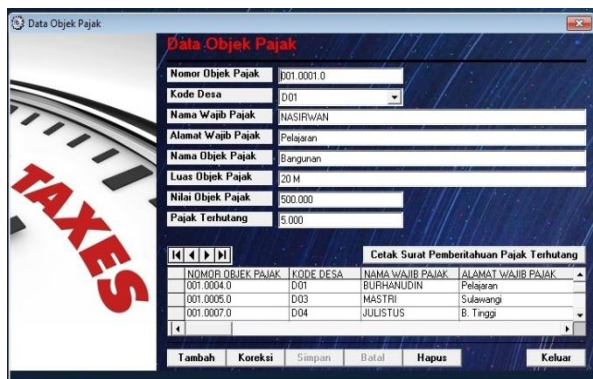 Data Objek Pajak
Data Objek Pajak
Nomor Objek Pajak 001.0001.0
Kode Desa D01
Nama Wajib Pajak NASIRWAN
Alamat Wajib Pajak Pelajaran
Nama Objek Pajak Bangunan
Luas Objek Pajak 20 M
Nilai Objek Pajak 500.000
Pajak Terhutang 5.000
TAXES
Cetak Surat Pemberitahuan Pajak Terhutang
NOMOR OBJEK PAJAK KODE DESA NAMA WAJIB PAJAK ALAMAT WAJIB PAJAK
001.0004.0 D01 BURHANUDIN Pelajaran
001.0005.0 D03 MASTRI Sulawangi
001.0007.0 D04 JULISTUS B. Tinggi
Tambah Koreksi Simpan Batal Hapus Keluar